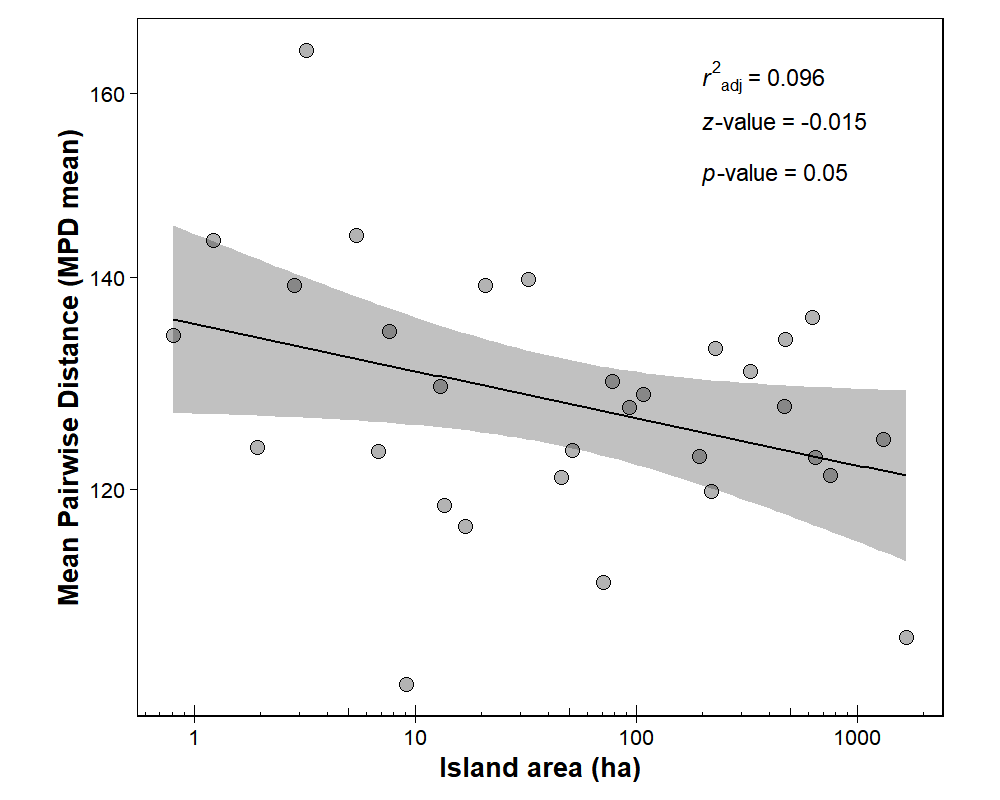 r²adj = 0.096
z-value = -0.015
p-value = 0.05
160
140
120
Mean Pairwise Distance (MPD mean)
1 10 100 1000
Island area (ha)